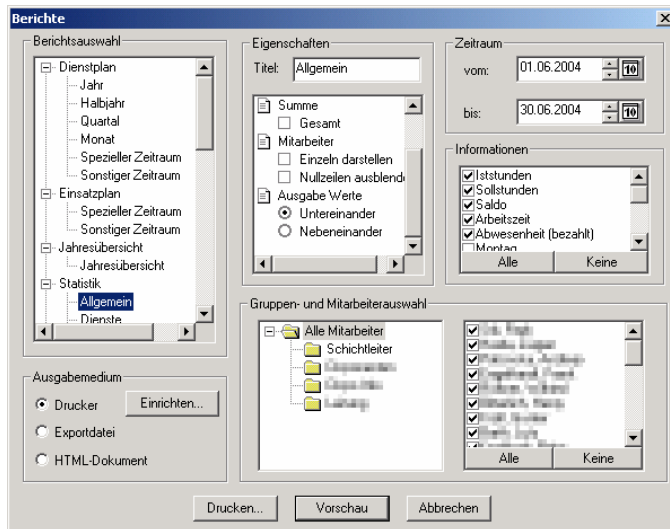 Berichte
Berichtsauswahl
Dienstplan
Jahr
Halbjahr
Quartal
Monat
Spezieller Zeitraum
Sonstiger Zeitraum
Einsatzplan
Spezieller Zeitraum
Sonstiger Zeitraum
Jahresübersicht
Jahresübersicht
Statistik
Allgemein
Dienste
Eigenschaften
Titel: Allgemein
Summe
Gesamt
Mitarbeiter
Einzeln darstellen
Nullzeilen ausblende
Ausgabe Werte
Untereinander
Nebeneinander
Zeitraum
vom: 01.06.2004 10
bis: 30.06.2004 10
Informationen
Iststunden
Sollstunden
Saldo
Arbeitszeit
Abwesenheit (bezahlt)
Montag
Alle Keine
Gruppen- und Mitarbeiterauswahl
Alle Mitarbeiter
Schichtleiter
Alle Keine
Ausgabemedium
Drucker Einrichten...
Exportdatei
HTML-Dokument
Drucken... Vorschau Abbrechen